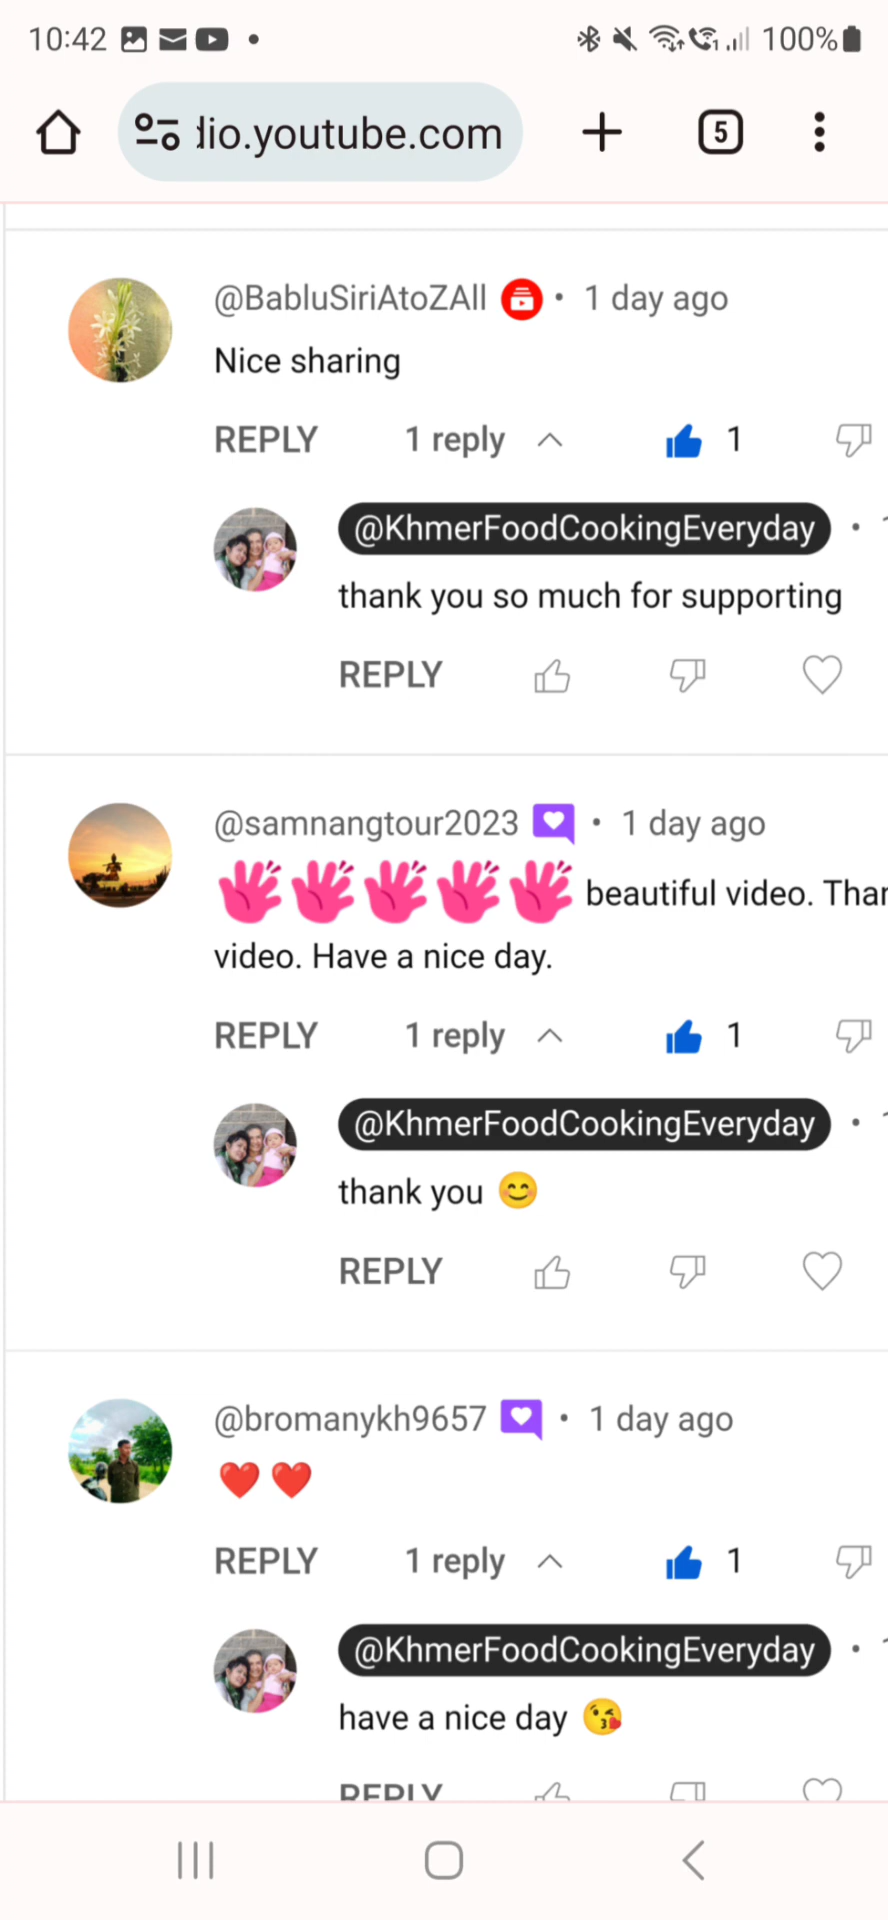 10:42
100%
dio.youtube.com
5
@BabluSiriAtoZAll • 1 day ago
Nice sharing
REPLY 1 reply 1
@KhmerFoodCookingEveryday •
thank you so much for supporting
REPLY
@samnangtour2023 • 1 day ago
beautiful video. Than
video. Have a nice day.
REPLY 1 reply 1
@KhmerFoodCookingEveryday •
thank you 😊
REPLY
@bromanykh9657 • 1 day ago
❤️ ❤️
REPLY 1 reply 1
@KhmerFoodCookingEveryday •
have a nice day 😘
REPLY